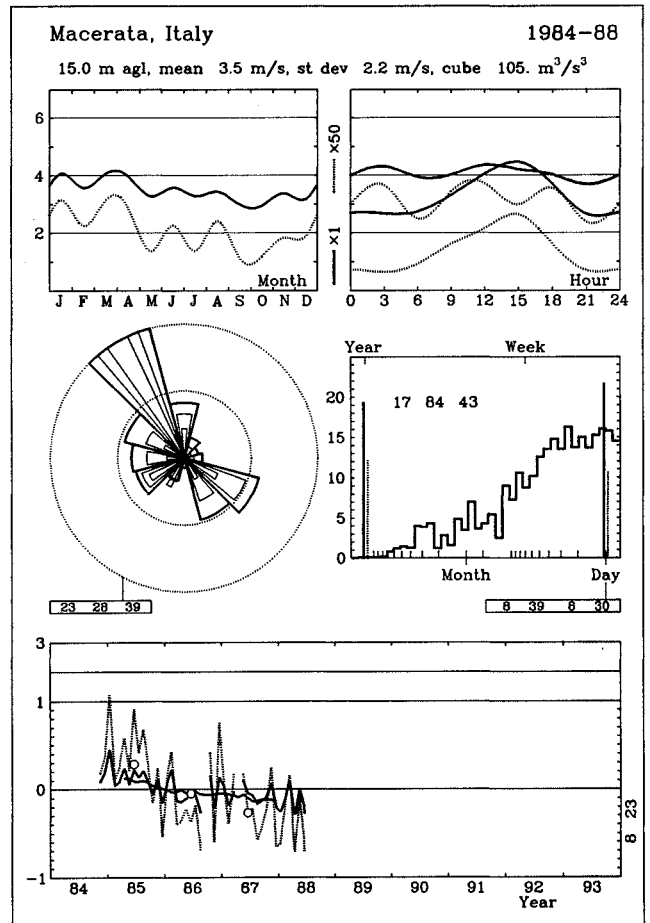 Macerata, Italy 1984-88
15.0 m agl, mean 3.5 m/s, st dev 2.2 m/s, cube 105. m³/s³
6
4
2
Month
J F M A M J J A S O N D
×1 ×50
Hour
0 3 6 9 12 15 18 21 24
Year Week
20
15
10
5
0
17 84 43
Month Day
23 28 39
8 39 8 30
3
1
0
-1
8 23
84 85 86 87 88 89 90 91 92 93
Year